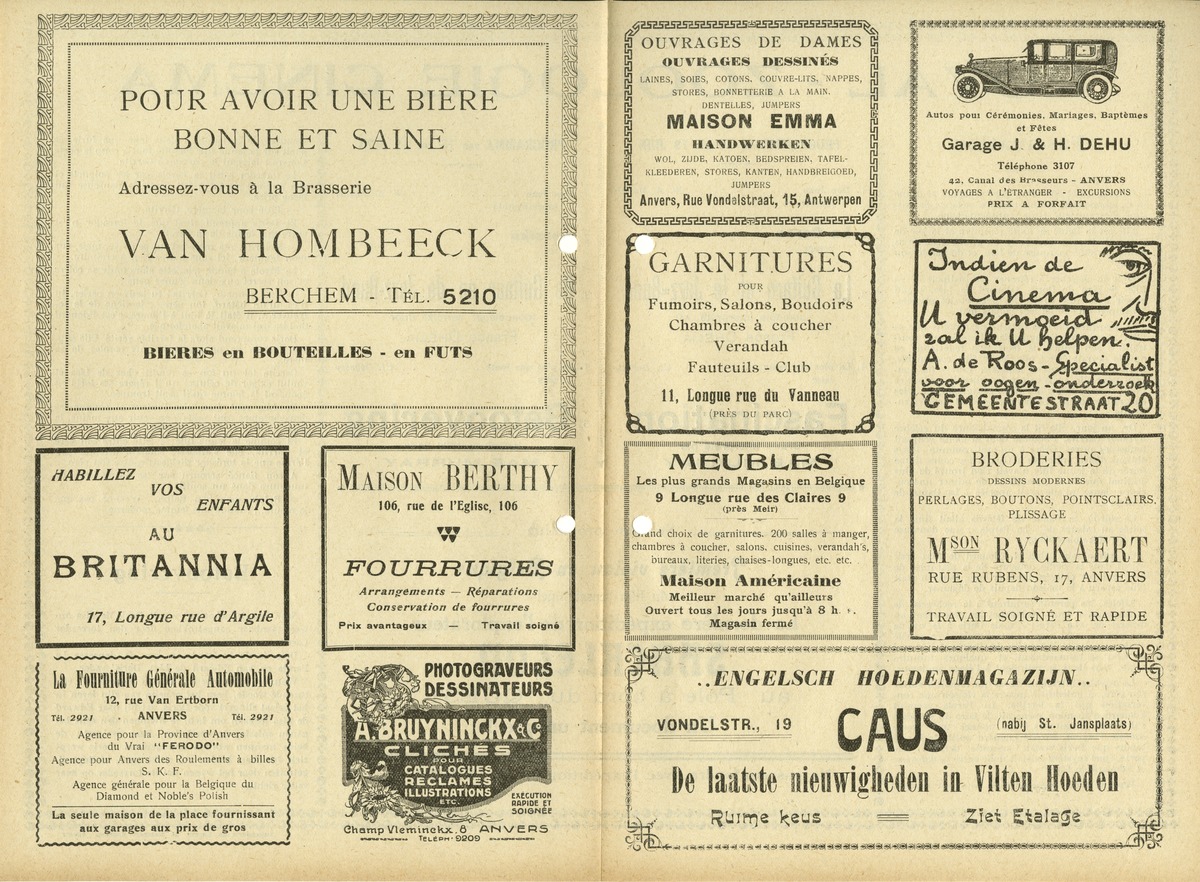 POUR AVOIR UNE BIÈRE
BONNE ET SAINE
Adressez-vous à la Brasserie
VAN HOMBEECK
BERCHEM - TÉL. 5210
BIERES en BOUTEILLES - en FUTS
HABILLEZ
VOS
ENFANTS
AU
BRITANNIA
17, Longue rue d'Argile
MAISON BERTHY
106, rue de l'Eglise, 106
FOURRURES
Arrangements — Réparations
Conservation de fourrures
Prix avantageux — Travail soigné
La Fourniture Générale Automobile
12, rue Van Ertborn
Tél. 2921 - ANVERS Tél. 2921
Agence pour la Province d'Anvers
du Vrai "FERODO"
Agence pour Anvers des Roulements à billes
S. K. F.
Agence générale pour la Belgique du
Diamond et Noble's Polish
La seule maison de la place fournissant
aux garages aux prix de gros
PHOTOGRAVEURS
DESSINATEURS
A. BRUYNINCKX & C°
CLICHÉS
POUR
CATALOGUES
RECLAMES
ILLUSTRATIONS
ETC.
EXECUTION
RAPIDE ET
SOIGNÉE
Champ Vleminckx. 8 ANVERS
TELÉPH. 9209
OUVRAGES DE DAMES
OUVRAGES DESSINÉS
LAINES, SOIES, COTONS. COUVRE-LITS. NAPPES,
STORES, BONNETTERIE A LA MAIN.
DENTELLES, JUMPERS
MAISON EMMA
HANDWERKEN
WOL, ZIJDE, KATOEN, BEDSPREIEN, TAFEL-
KLEEDEREN, STORES, KANTEN, HANDBREIGOED,
JUMPERS
Anvers, Rue Vondelstraat, 15, Antwerpen
Autos pour Cérémonies, Mariages, Baptèmes
et Fêtes
Garage J. & H. DEHU
Téléphone 3107
42, Canal des Brasseurs - ANVERS
VOYAGES A L'ÉTRANGER - EXCURSIONS
PRIX A FORFAIT
GARNITURES
POUR
Fumoirs, Salons, Boudoirs
Chambres à coucher
Verandah
Fauteuils - Club
11, Longue rue du Vanneau
(PRÈS DU PARC)
Indien de
Cinema
U vermoeid
zal ik U helpen.
A. de Roos - Specialist
voor oogen - onderzoek
GEMEENTESTRAAT 20
MEUBLES
Les plus grands Magasins en Belgique
9 Longue rue des Claires 9
(près Meir)
Grand choix de garnitures. 200 salles à manger,
chambres à coucher, salons, cuisines, verandah's,
bureaux, literies, chaises-longues, etc. etc.
Maison Américaine
Meilleur marché qu'ailleurs
Ouvert tous les jours jusqu'à 8 h.
Magasin fermé
BRODERIES
DESSINS MODERNES
PERLAGES, BOUTONS, POINTSCLAIRS,
PLISSAGE
MSON RYCKAERT
RUE RUBENS, 17, ANVERS
TRAVAIL SOIGNÉ ET RAPIDE
..ENGELSCH HOEDENMAGAZIJN..
VONDELSTR., 19 CAUS (nabij St. Jansplaats)
De laatste nieuwigheden in Vilten Hoeden
Ruime keus = Ziet Etalage